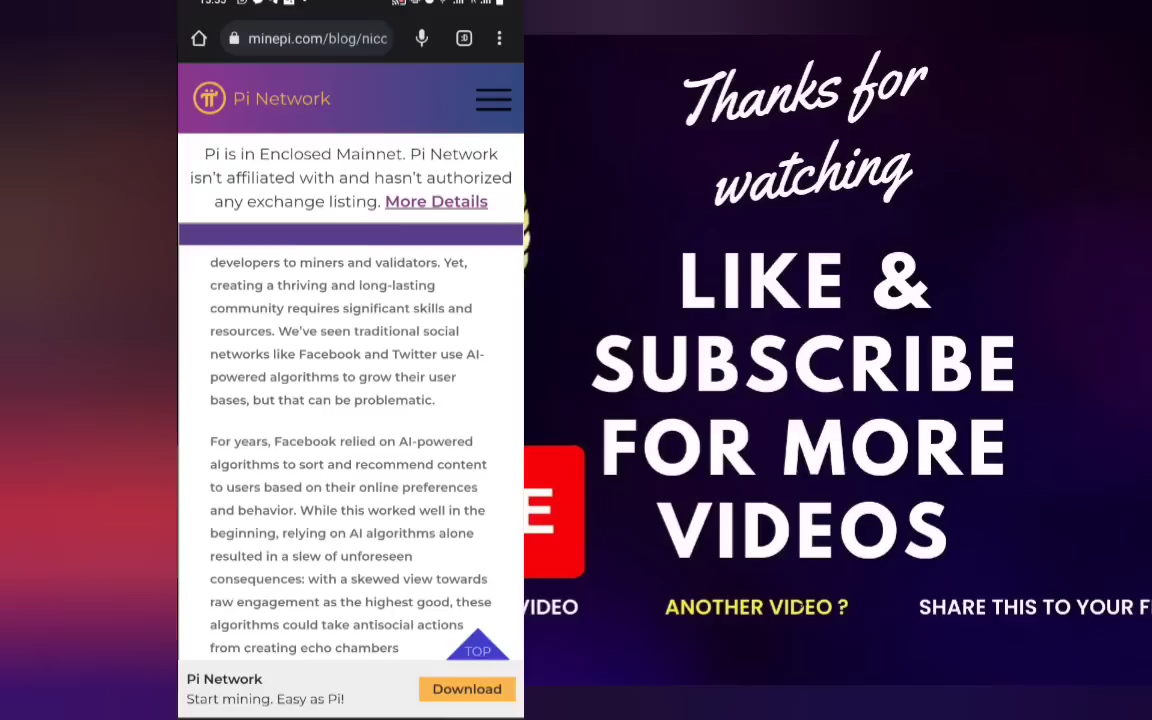 minepi.com/blog/nicc
Pi Network
Pi is in Enclosed Mainnet. Pi Network
isn't affiliated with and hasn't authorized
any exchange listing. More Details
developers to miners and validators. Yet,
creating a thriving and long-lasting
community requires significant skills and
resources. We've seen traditional social
networks like Facebook and Twitter use AI-
powered algorithms to grow their user
bases, but that can be problematic.
For years, Facebook relied on AI-powered
algorithms to sort and recommend content
to users based on their online preferences
and behavior. While this worked well in the
beginning, relying on AI algorithms alone
resulted in a slew of unforeseen
consequences: with a skewed view towards
raw engagement as the highest good, these
algorithms could take antisocial actions
from creating echo chambers
TOP
Pi Network
Start mining. Easy as Pi!
Download
Thanks for
watching
LIKE &
SUBSCRIBE
FOR MORE
VIDEOS
E
VIDEO
ANOTHER VIDEO ?
SHARE THIS TO YOUR F